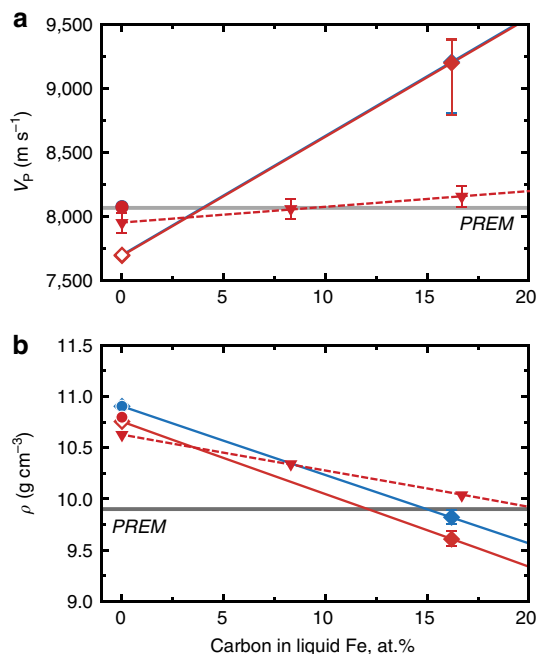 a
9,500
9,000
8,500
8,000
7,500
V_P (m s⁻¹)
PREM
0 5 10 15 20
b
11.5
11.0
10.5
10.0
9.5
9.0
ρ (g cm⁻³)
PREM
0 5 10 15 20
Carbon in liquid Fe, at.%